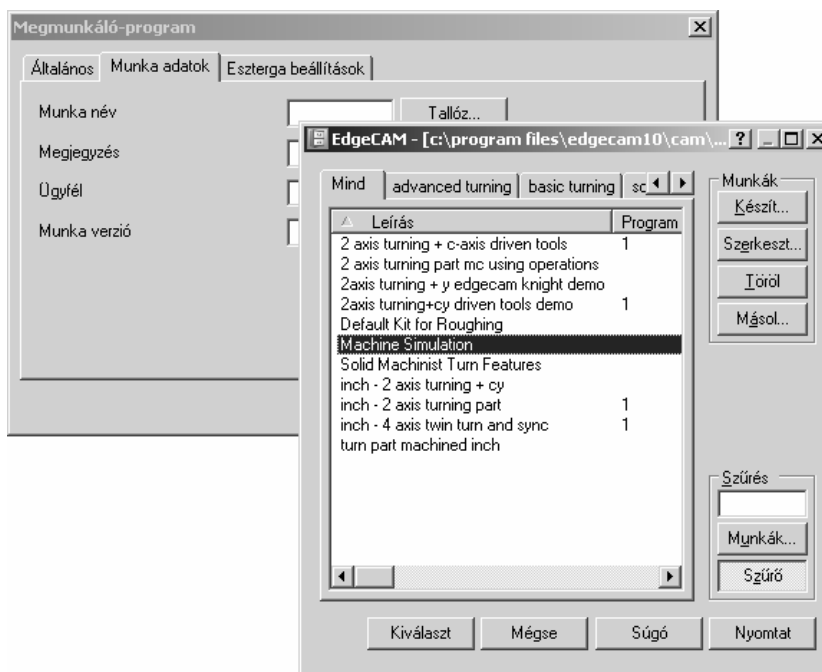 Megmunkáló-program
Általános Munka adatok Eszterga beállítások
Munka név Tallóz...
Megjegyzés
Ügyfél
Munka verzió
EdgeCAM - [c:\program files\edgecam10\cam\...
Mind advanced turning basic turning sc
Leírás Program
2 axis turning + c-axis driven tools 1
2 axis turning part mc using operations
2axis turning + y edgecam knight demo
2axis turning+cy driven tools demo 1
Default Kit for Roughing
Machine Simulation
Solid Machinist Turn Features
inch - 2 axis turning + cy
inch - 2 axis turning part 1
inch - 4 axis twin turn and sync 1
turn part machined inch
Munkák
Készít...
Szerkeszt...
Töröl
Másol...
Szűrés
Munkák...
Szűrő
Kiválaszt Mégse Súgó Nyomtat